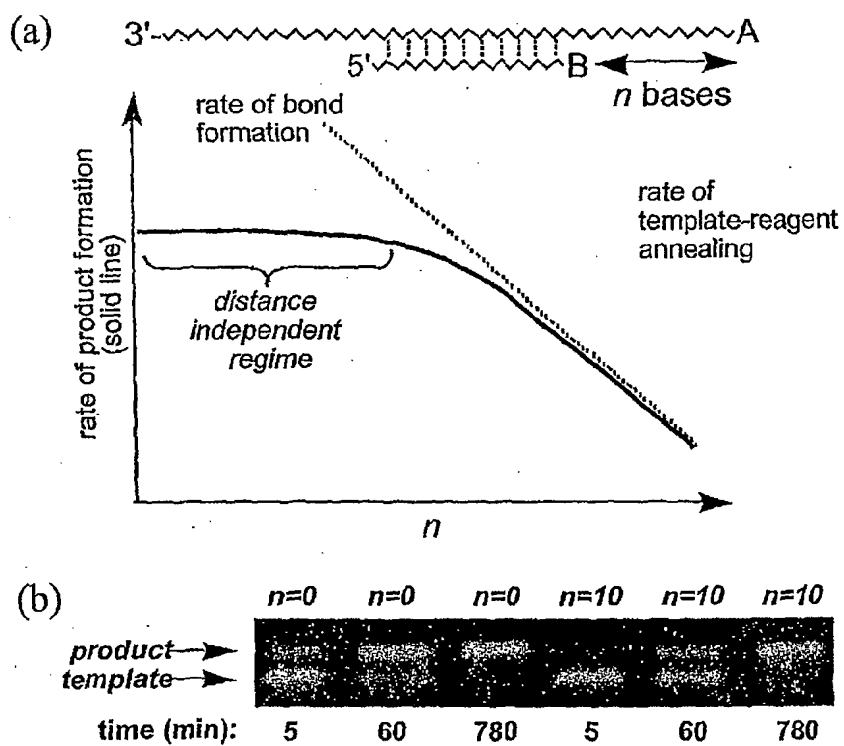 (a)
3'- A
5' B
n bases
rate of bond
formation
rate of
template-reagent
annealing
rate of product formation
(solid line)
distance
independent
regime
n
(b)
n=0 n=0 n=0 n=10 n=10 n=10
product
template
time (min): 5 60 780 5 60 780